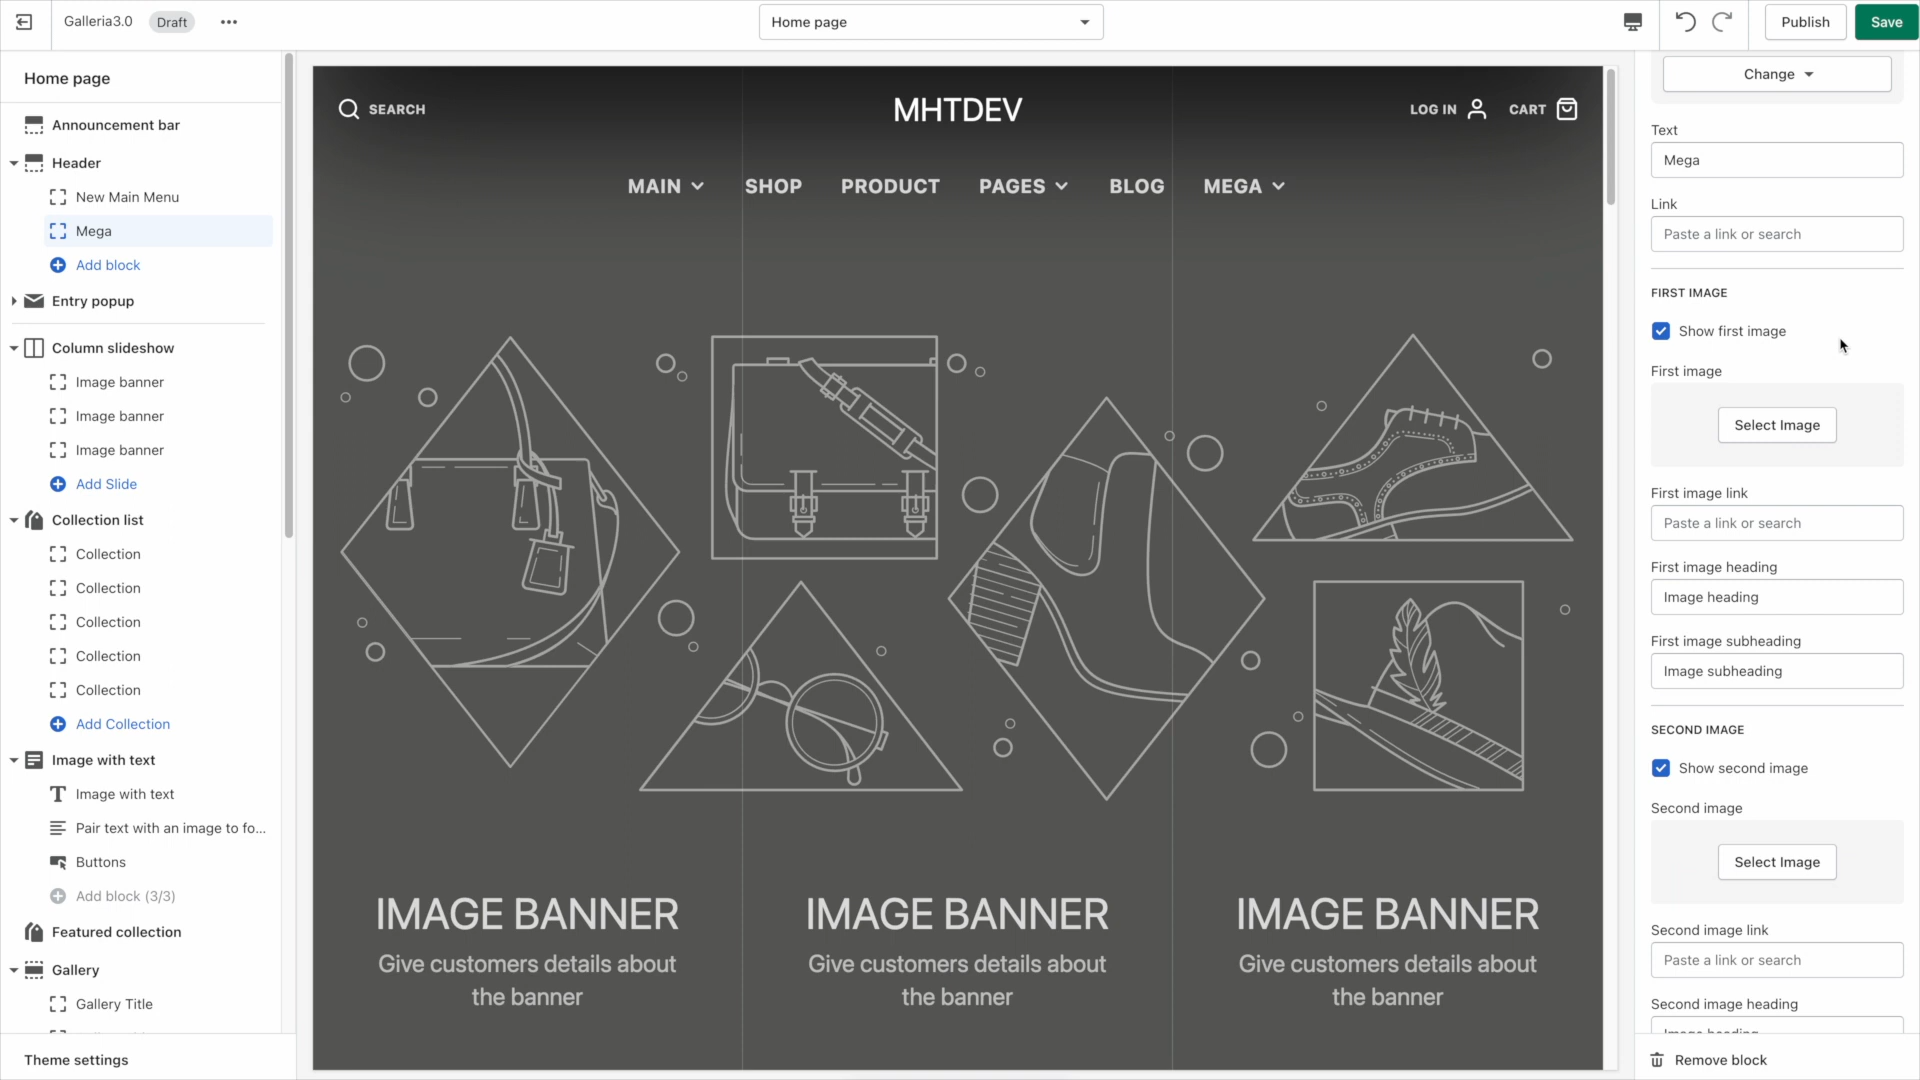 Galleria3.0
Draft
Home page
Publish
Save
Home page
Announcement bar
Header
New Main Menu
Mega
Add block
Entry popup
Column slideshow
Image banner
Image banner
Image banner
Add Slide
Collection list
Collection
Collection
Collection
Collection
Collection
Add Collection
Image with text
Image with text
Pair text with an image to fo...
Buttons
Add block (3/3)
Featured collection
Gallery
Gallery Title
Theme settings
SEARCH
MHTDEV
LOG IN
CART
MAIN
SHOP
PRODUCT
PAGES
BLOG
MEGA
IMAGE BANNER
Give customers details about
the banner
IMAGE BANNER
Give customers details about
the banner
IMAGE BANNER
Give customers details about
the banner
Change
Text
Mega
Link
Paste a link or search
FIRST IMAGE
Show first image
First image
Select Image
First image link
Paste a link or search
First image heading
Image heading
First image subheading
Image subheading
SECOND IMAGE
Show second image
Second image
Select Image
Second image link
Paste a link or search
Second image heading
Image heading
Remove block